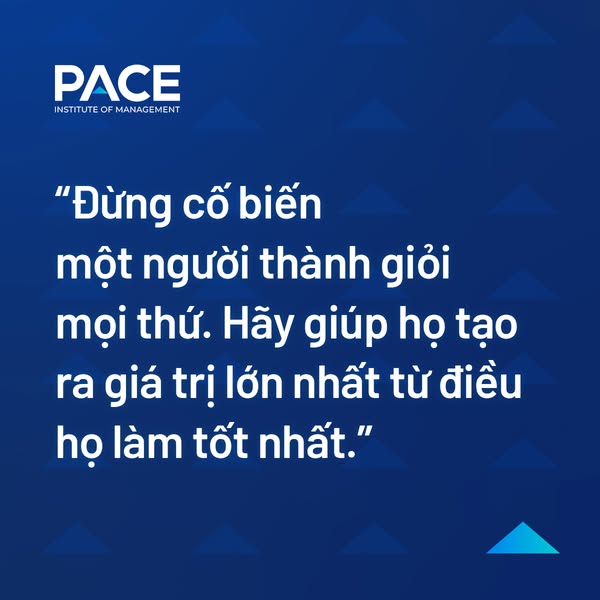 PACE
INSTITUTE OF MANAGEMENT
“Đừng cố biến
một người thành giỏi
mọi thứ. Hãy giúp họ tạo
ra giá trị lớn nhất từ điều
họ làm tốt nhất.”